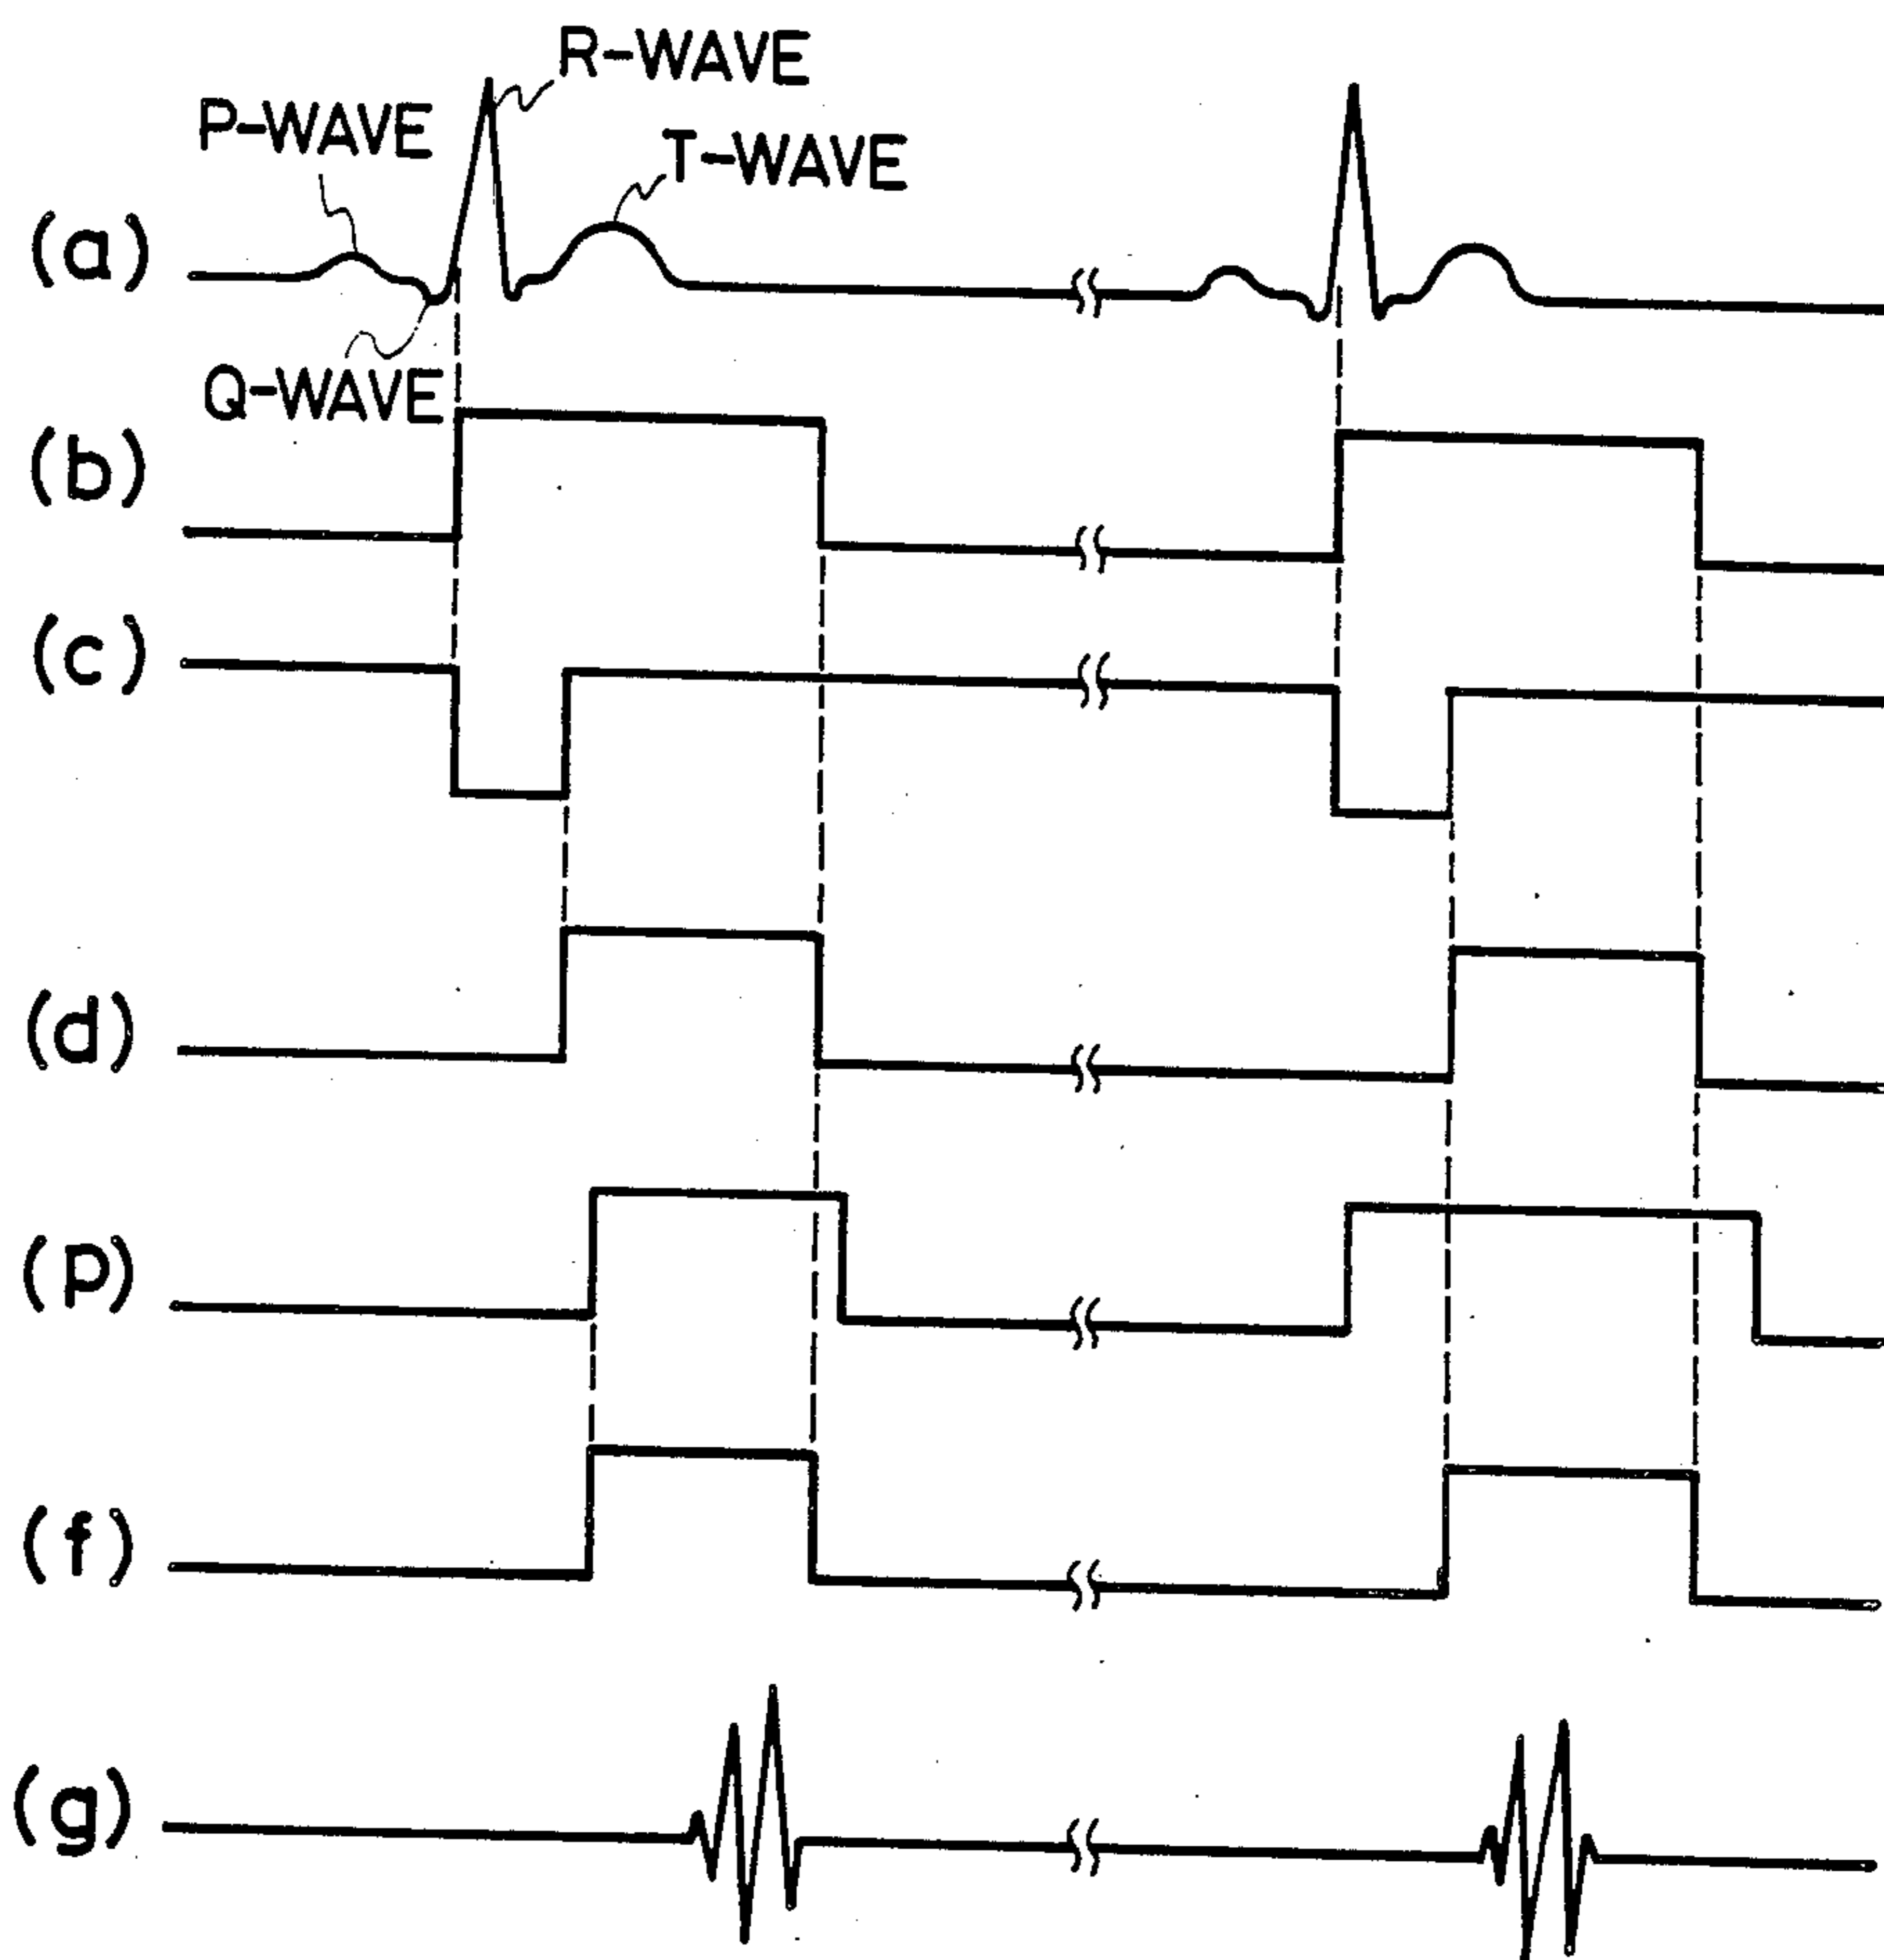 R-WAVE
P-WAVE
T-WAVE
(a)
Q-WAVE
(b)
(c)
(d)
(P)
(f)
(g)